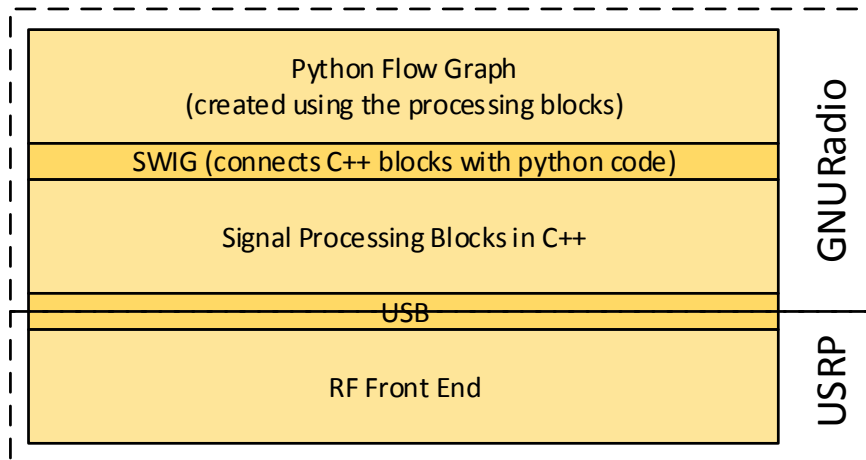 Python Flow Graph
(created using the processing blocks)
SWIG (connects C++ blocks with python code)
Signal Processing Blocks in C++
USB
RF Front End
GNURadio
USRP